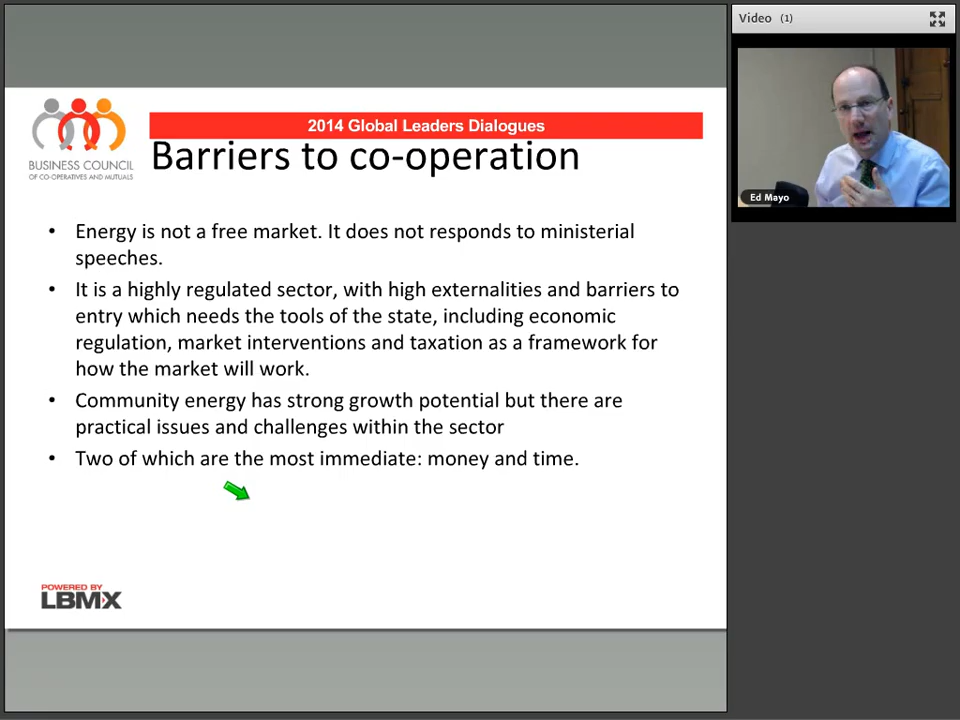 Video (1)
2014 Global Leaders Dialogues
BUSINESS COUNCIL
OF CO-OPERATIVES AND MUTUALS
Barriers to co-operation
• Energy is not a free market. It does not responds to ministerial
speeches.
• It is a highly regulated sector, with high externalities and barriers to
entry which needs the tools of the state, including economic
regulation, market interventions and taxation as a framework for
how the market will work.
• Community energy has strong growth potential but there are
practical issues and challenges within the sector
• Two of which are the most immediate: money and time.
POWERED BY
LBMX
Ed Mayo